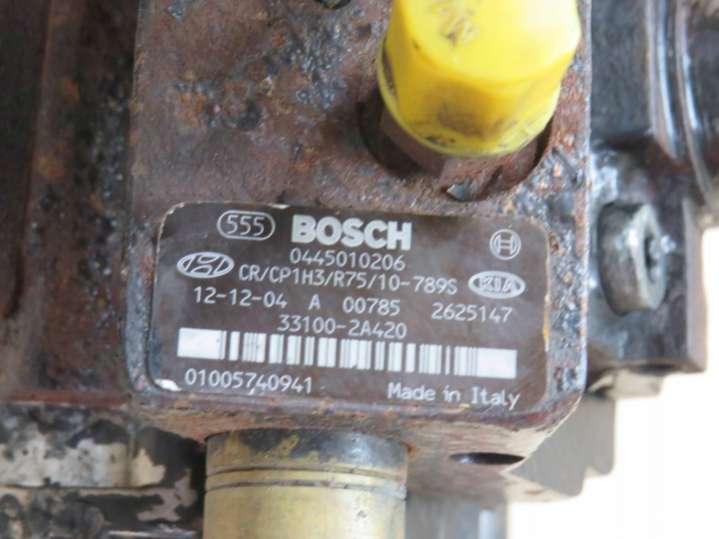 555 BOSCH
0445010206
CR/CP1H3/R75/10-789S KIA
12-12-04 A 00785 2625147
33100-2A420
01005740941 Made in Italy